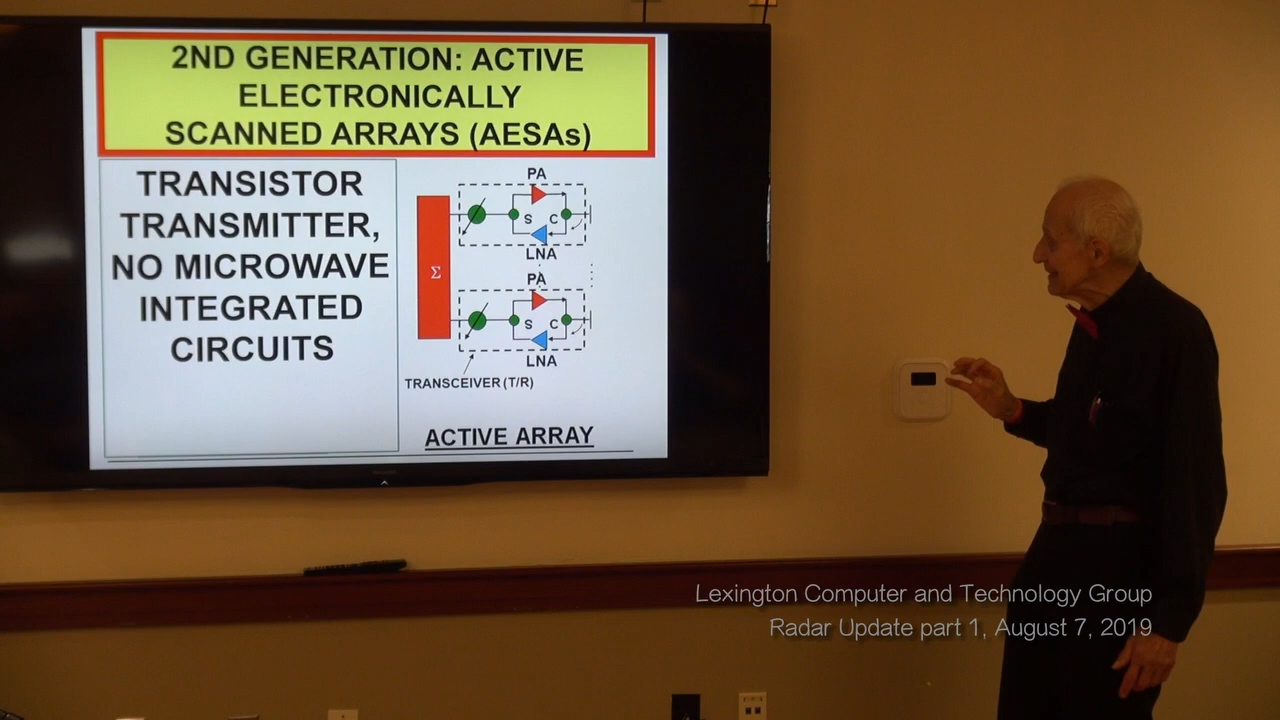 2ND GENERATION: ACTIVE
ELECTRONICALLY
SCANNED ARRAYS (AESAs)
TRANSISTOR
TRANSMITTER,
NO MICROWAVE
INTEGRATED
CIRCUITS
PA
S C
LNA
Σ
PA
S C
LNA
TRANSCEIVER (T/R)
ACTIVE ARRAY
Lexington Computer and Technology Group
Radar Update part 1, August 7, 2019